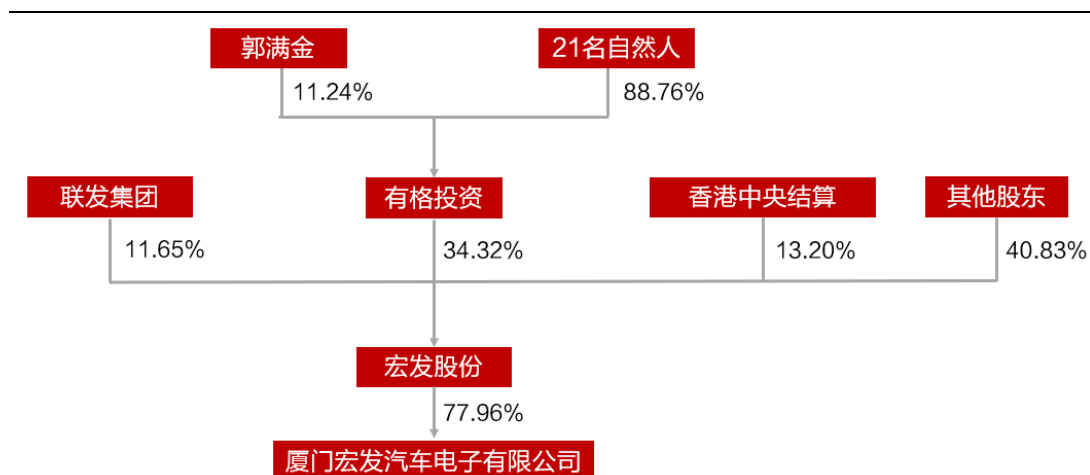 郭满金
21名自然人
11.24%
88.76%
联发集团
有格投资
香港中央结算
其他股东
11.65%
34.32%
13.20%
40.83%
宏发股份
77.96%
厦门宏发汽车电子有限公司